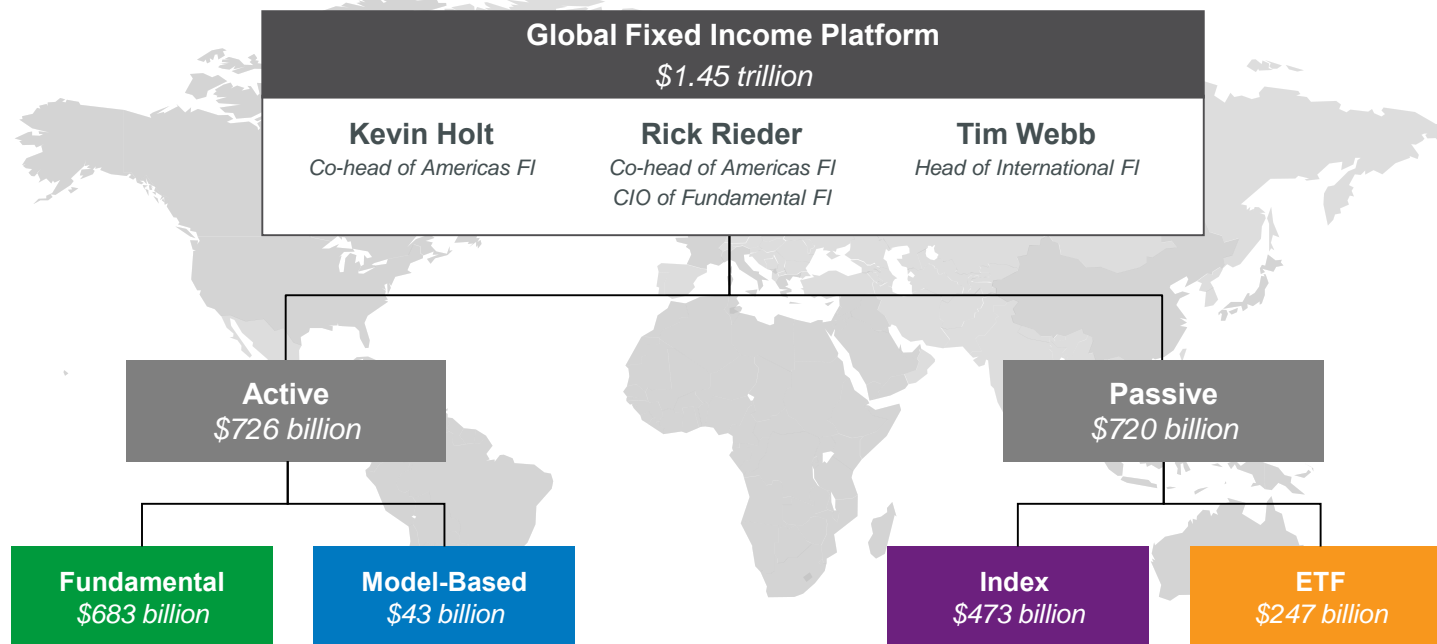 Global Fixed Income Platform
$1.45 trillion
Kevin Holt
Co-head of Americas FI
Rick Rieder
Co-head of Americas FI
CIO of Fundamental FI
Tim Webb
Head of International FI
Active
$726 billion
Passive
$720 billion
Fundamental
$683 billion
Model-Based
$43 billion
Index
$473 billion
ETF
$247 billion